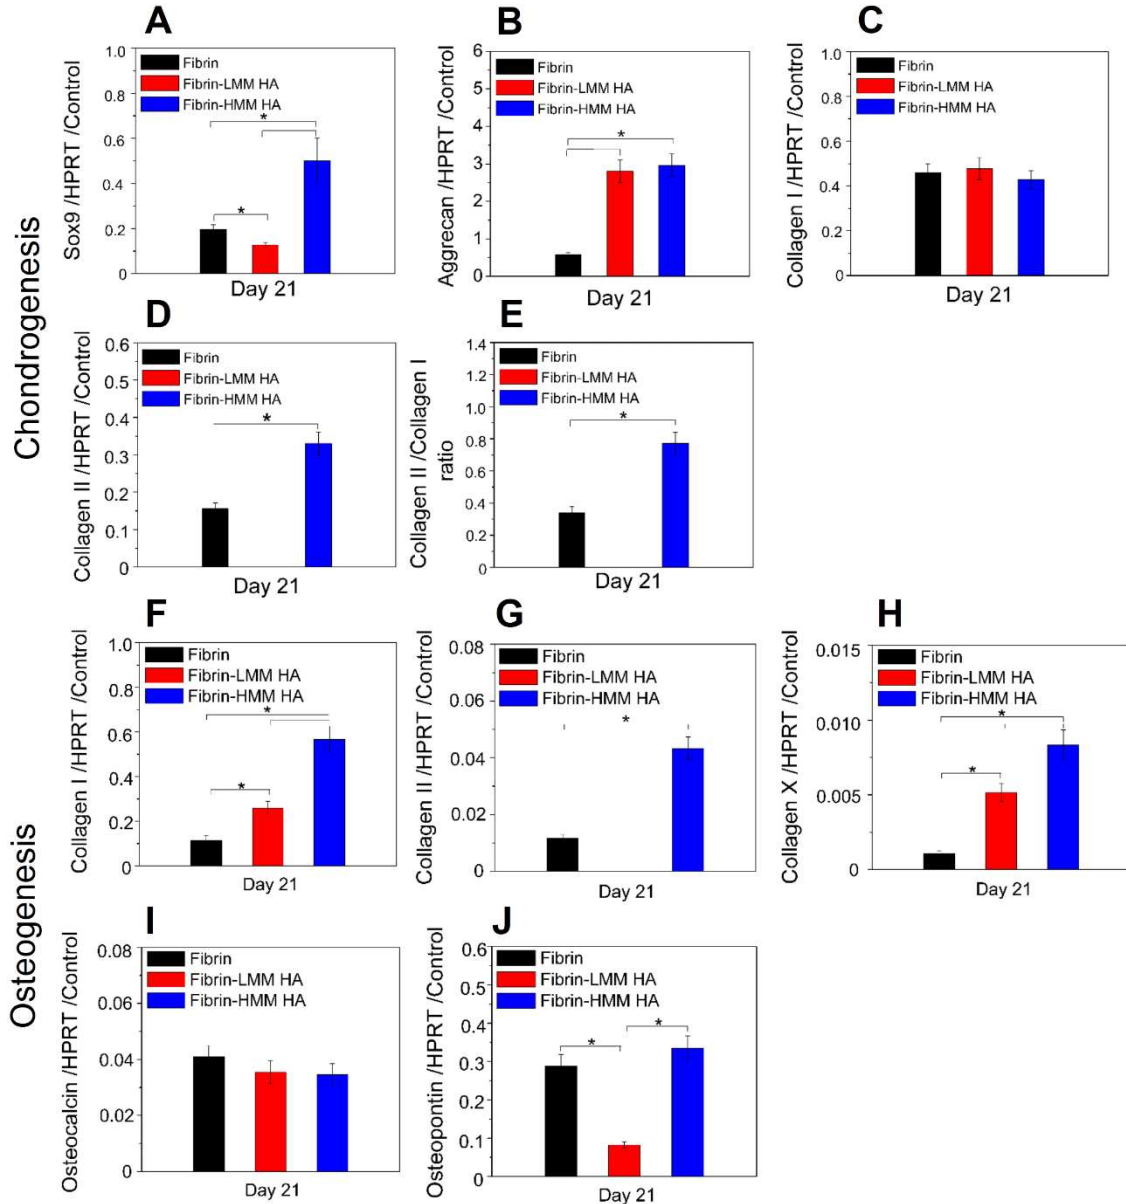 Chondrogenesis
A
Sox9 /HPRT /Control
1.0
0.8
0.6
0.4
0.2
0
Fibrin
Fibrin-LMM HA
Fibrin-HMM HA
*
*
Day 21
B
Aggrecan /HPRT /Control
6
5
4
3
2
1
0
Fibrin
Fibrin-LMM HA
Fibrin-HMM HA
*
Day 21
C
Collagen I /HPRT /Control
1.0
0.8
0.6
0.4
0.2
0
Fibrin
Fibrin-LMM HA
Fibrin-HMM HA
Day 21
D
Collagen II /HPRT /Control
0.6
0.5
0.4
0.3
0.2
0.1
0
Fibrin
Fibrin-LMM HA
Fibrin-HMM HA
*
Day 21
E
Collagen II /Collagen I
ratio
1.4
1.2
1.0
0.8
0.6
0.4
0.2
0
Fibrin
Fibrin-LMM HA
Fibrin-HMM HA
*
Day 21
Osteogenesis
F
Collagen I /HPRT /Control
1.0
0.8
0.6
0.4
0.2
0
Fibrin
Fibrin-LMM HA
Fibrin-HMM HA
*
*
Day 21
G
Collagen II /HPRT /Control
0.08
0.06
0.04
0.02
0
Fibrin
Fibrin-LMM HA
Fibrin-HMM HA
*
Day 21
H
Collagen X /HPRT /Control
0.015
0.010
0.005
0
Fibrin
Fibrin-LMM HA
Fibrin-HMM HA
*
*
Day 21
I
Osteocalcin /HPRT /Control
0.08
0.06
0.04
0.02
0
Fibrin
Fibrin-LMM HA
Fibrin-HMM HA
Day 21
J
Osteopontin /HPRT /Control
0.6
0.5
0.4
0.3
0.2
0.1
0
Fibrin
Fibrin-LMM HA
Fibrin-HMM HA
*
*
Day 21